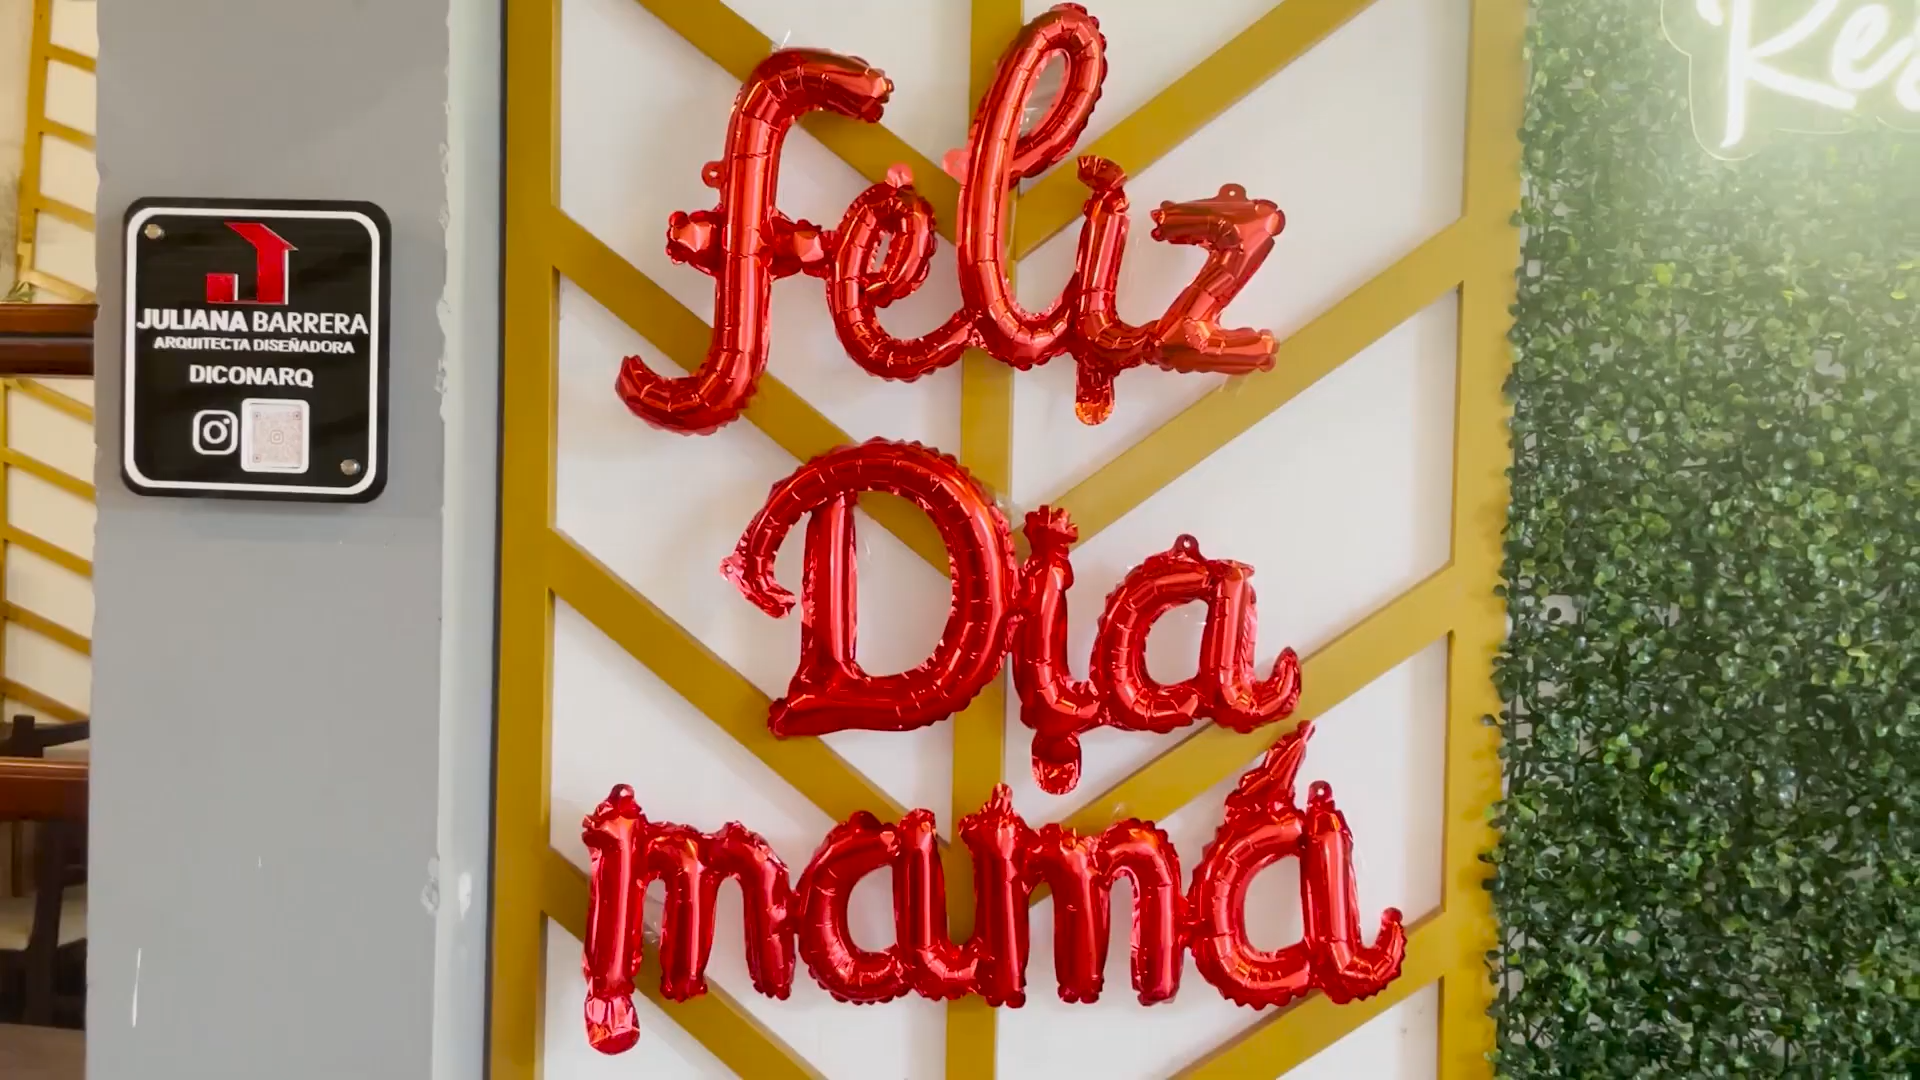 JULIANA BARRERA
ARQUITECTA DISEÑADORA
DICONARQ
feliz
Dia
mamá